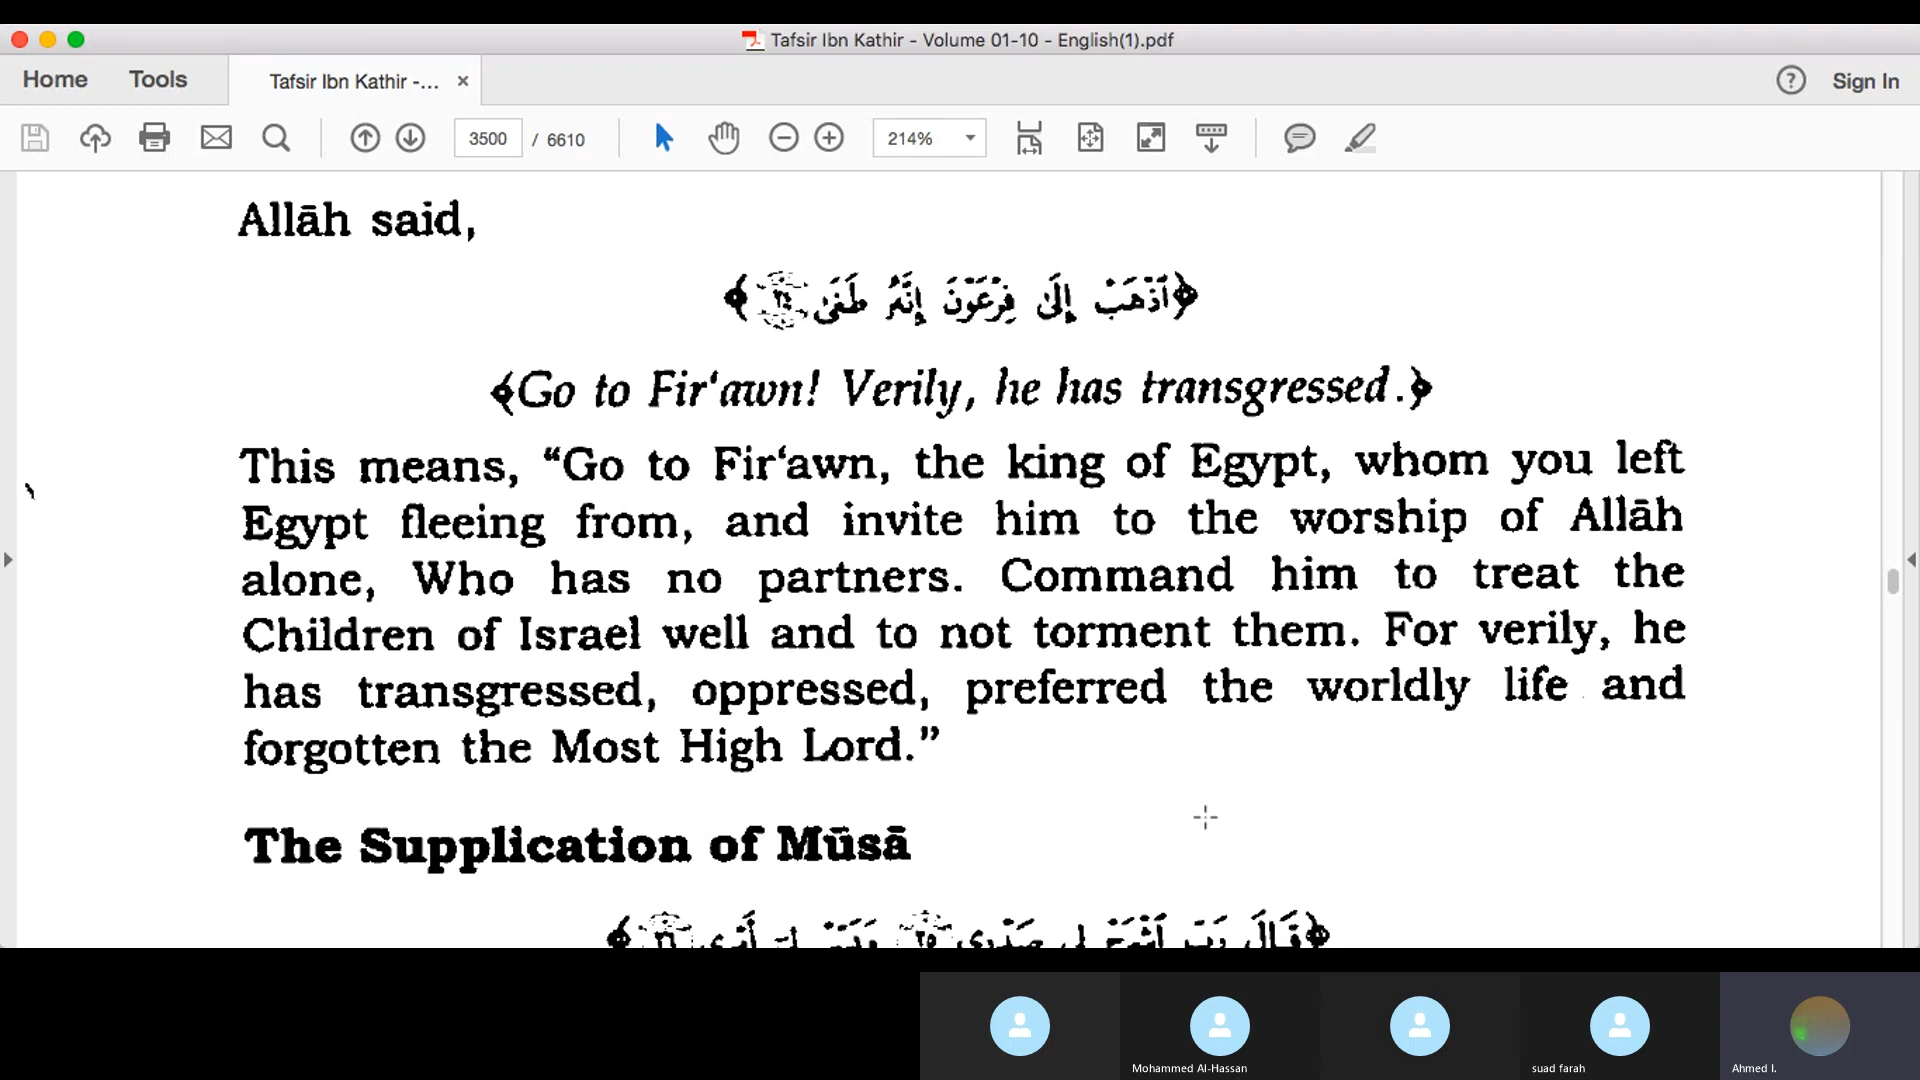 Tafsir Ibn Kathir - Volume 01-10 - English(1).pdf
Home Tools Tafsir Ibn Kathir -... × ? Sign In
3500 / 6610 214%
Allāh said,
﴿ٱذْهَبْ إِلَىٰ فِرْعَوْنَ إِنَّهُۥ طَغَىٰ ٢٤﴾
﴾Go to Fir‘awn! Verily, he has transgressed.﴿
This means, “Go to Fir‘awn, the king of Egypt, whom you left
Egypt fleeing from, and invite him to the worship of Allāh
alone, Who has no partners. Command him to treat the
Children of Israel well and to not torment them. For verily, he
has transgressed, oppressed, preferred the worldly life and
forgotten the Most High Lord.”
The Supplication of Mūsā
﴿قَالَ رَبِّ ٱشْرَحْ لِى صَدْرِى ٢٥ وَيَسِّرْ لِىٓ أَمْرِى ٢٦﴾
Mohammed Al-Hassan suad farah Ahmed I.